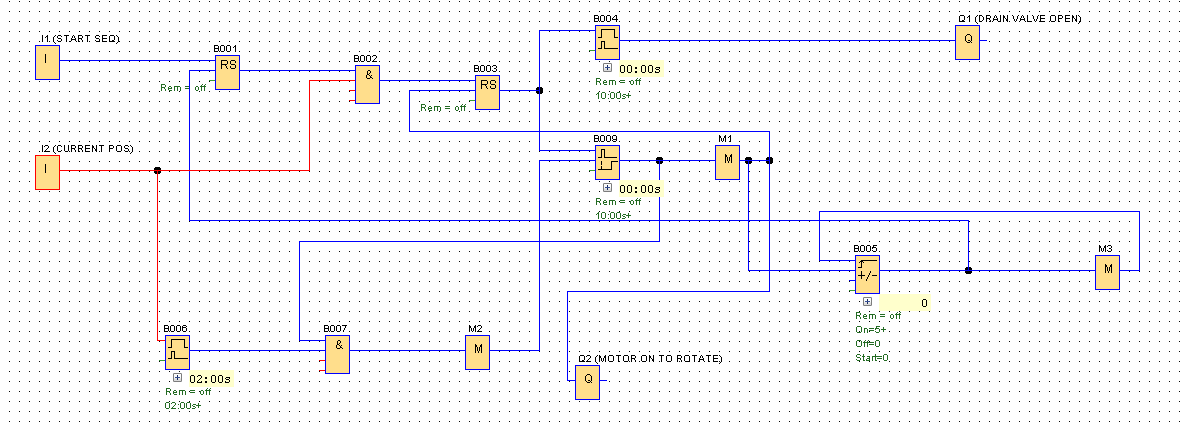 B004
Q1 (DRAIN VALVE OPEN)
I1 (START SEQ)
I
B001
RS
Rem = off
B002
&
B003
RS
Rem = off
+ 00:00s
Rem = off
10:00s+
Q
I2 (CURRENT POS)
I
B009
+ 00:00s
Rem = off
10:00s+
M1
M
B005
+/-
+ 0
Rem = off
On=5+
Off=0
Start=0
M3
M
B006
+ 02:00s
Rem = off
02:00s+
B007
&
M2
M
Q2 (MOTOR ON TO ROTATE)
Q